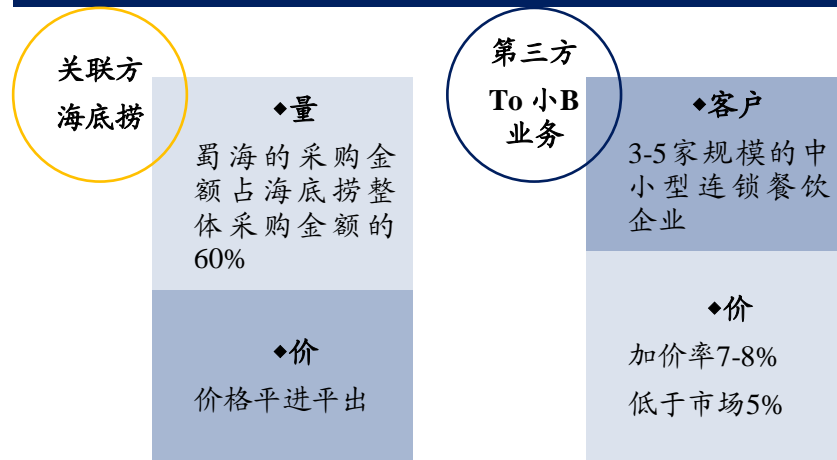 关联方
海底捞
◆量
蜀海的采购金
额占海底捞整
体采购金额的
60%
◆价
价格平进平出
第三方
To 小B
业务
◆客户
3-5家规模的中
小型连锁餐饮
企业
◆价
加价率7-8%
低于市场5%